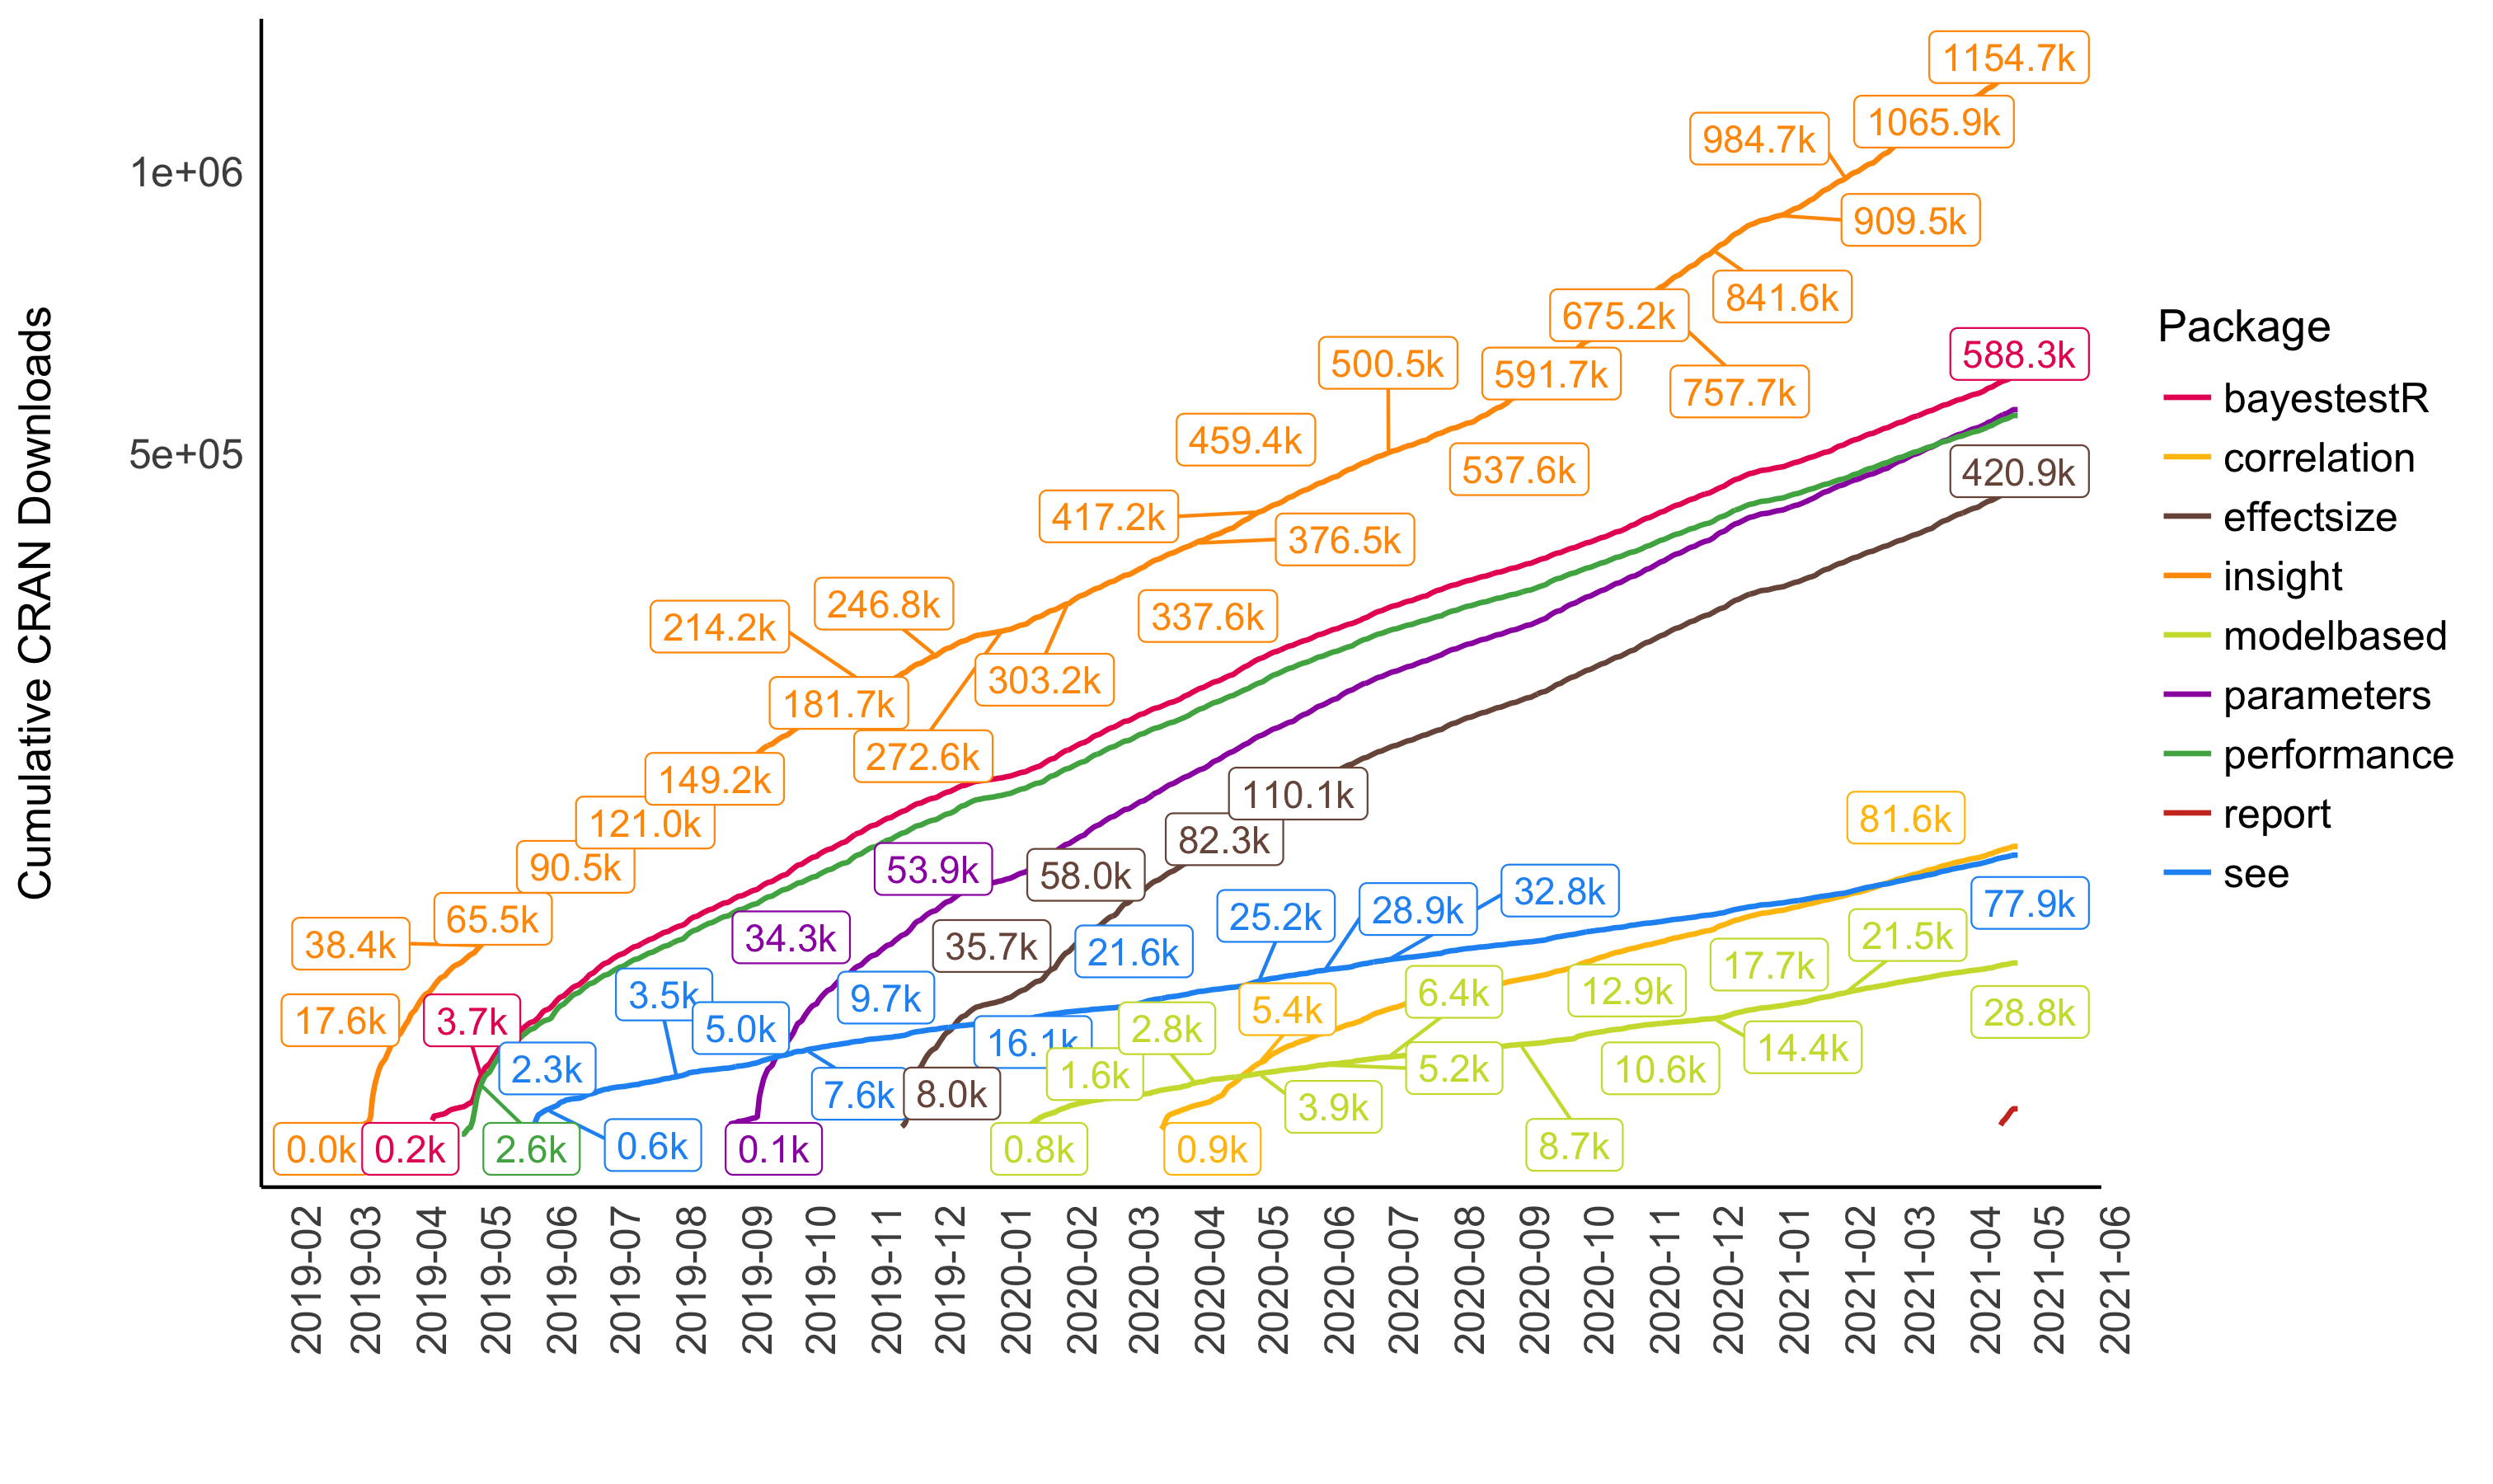 Cumulative CRAN Downloads
1e+06
5e+05
1154.7k
1065.9k
984.7k
909.5k
841.6k
675.2k
757.7k
591.7k
500.5k
537.6k
459.4k
417.2k
376.5k
337.6k
246.8k
214.2k
303.2k
181.7k
272.6k
149.2k
121.0k
90.5k
65.5k
38.4k
17.6k
0.0k
588.3k
420.9k
110.1k
82.3k
58.0k
53.9k
34.3k
35.7k
81.6k
77.9k
32.8k
28.9k
25.2k
21.6k
21.5k
17.7k
12.9k
28.8k
14.4k
10.6k
6.4k
5.4k
5.2k
9.7k
3.5k
5.0k
3.7k
2.3k
16.1k
2.8k
1.6k
7.6k
8.0k
3.9k
8.7k
0.2k
2.6k
0.6k
0.1k
0.8k
0.9k
2019-02
2019-03
2019-04
2019-05
2019-06
2019-07
2019-08
2019-09
2019-10
2019-11
2019-12
2020-01
2020-02
2020-03
2020-04
2020-05
2020-06
2020-07
2020-08
2020-09
2020-10
2020-11
2020-12
2021-01
2021-02
2021-03
2021-04
2021-05
2021-06
Package
bayestestR
correlation
effectsize
insight
modelbased
parameters
performance
report
see